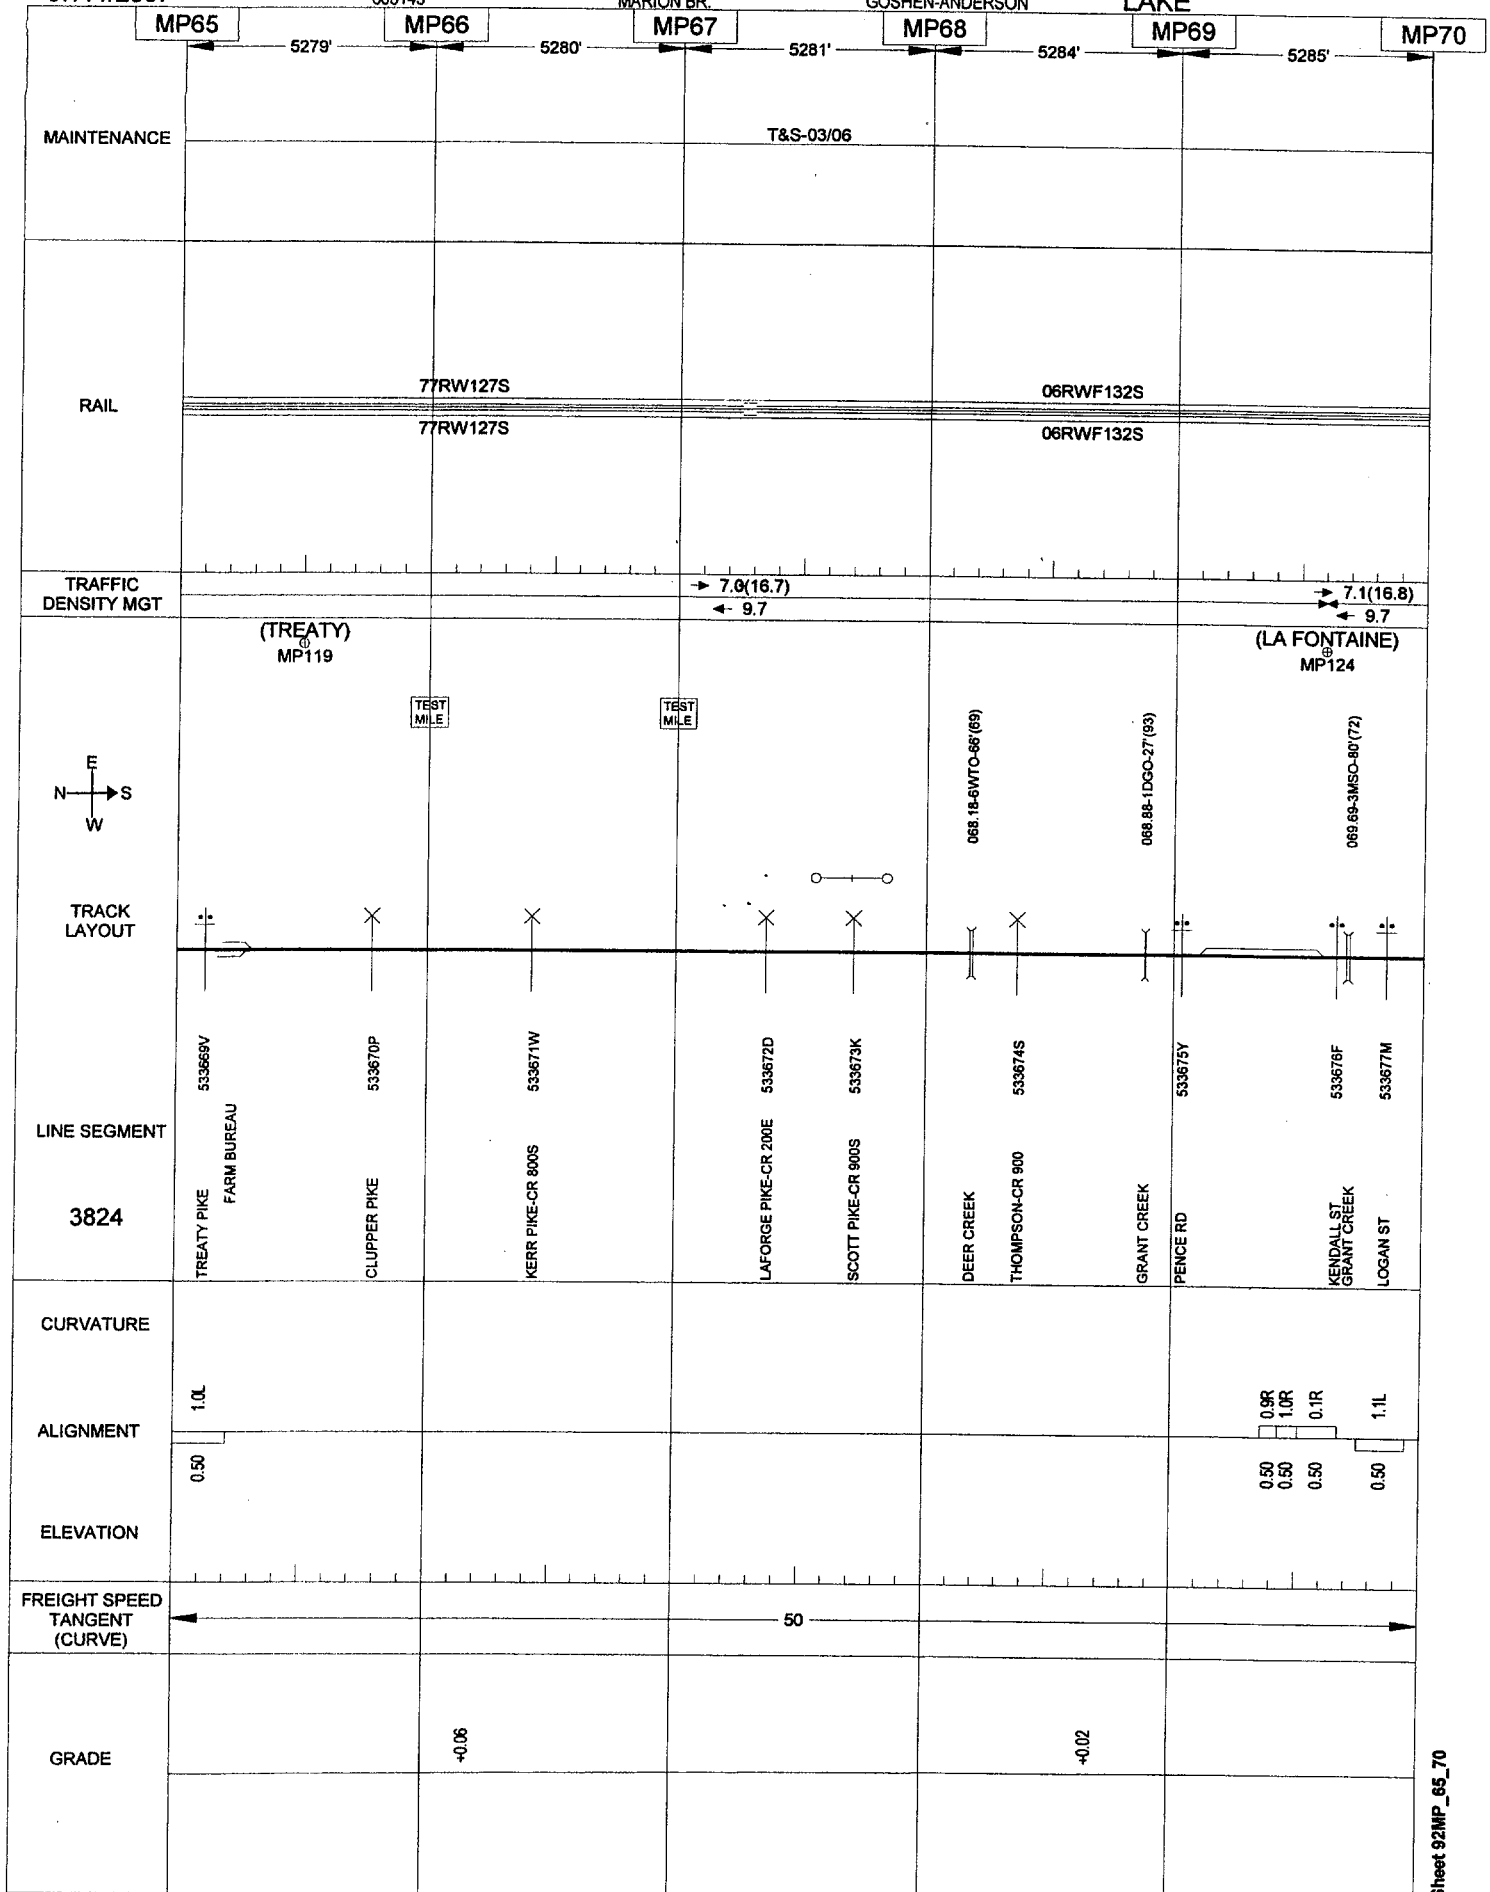 MARION BR.
GOSHEN-ANDERSON
LAKE
MP65
MP66
MP67
MP68
MP69
MP70
5279'
5280'
5281'
5284'
5285'
MAINTENANCE
T&S-03/06
RAIL
77RW127S
77RW127S
06RWF132S
06RWF132S
TRAFFIC
DENSITY MGT
7.0(16.7)
9.7
7.1(16.8)
9.7
(TREATY)
MP119
(LA FONTAINE)
MP124
TEST
MILE
TEST
MILE
E
N
S
W
068.18-6WTO-66'(69)
068.88-1DGO-27'(93)
069.69-3MSO-80'(72)
TRACK
LAYOUT
533669V
533670P
533671W
533672D
533673K
533674S
533675Y
533676F
533677M
LINE SEGMENT
3824
TREATY PIKE
FARM BUREAU
CLUPPER PIKE
KERR PIKE-CR 800S
LAFORGE PIKE-CR 200E
SCOTT PIKE-CR 900S
DEER CREEK
THOMPSON-CR 900
GRANT CREEK
PENCE RD
KENDALL ST
GRANT CREEK
LOGAN ST
CURVATURE
1.0L
0.9R
1.0R
0.1R
1.1L
ALIGNMENT
0.50
0.50
0.50
0.50
0.50
ELEVATION
FREIGHT SPEED
TANGENT
(CURVE)
50
GRADE
+0.06
+0.02
Sheet 92MP_65_70